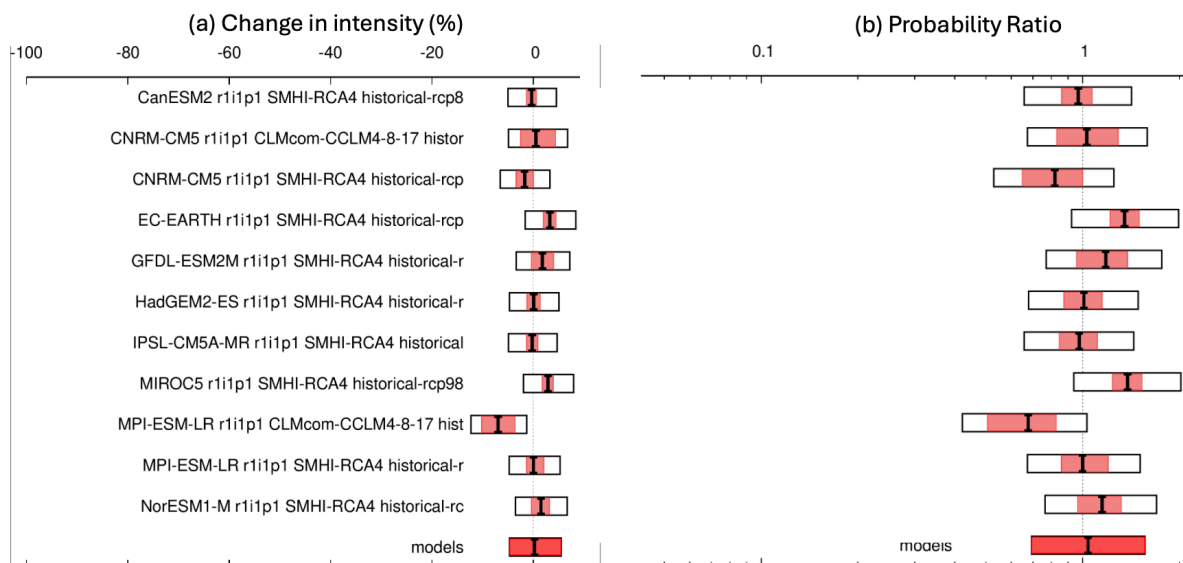 (a) Change in intensity (%)
(b) Probability Ratio
-100 -80 -60 -40 -20 0
0.1 1
CanESM2 r1i1p1 SMHI-RCA4 historical-rcp8
CNRM-CM5 r1i1p1 CLMcom-CCLM4-8-17 histor
CNRM-CM5 r1i1p1 SMHI-RCA4 historical-rcp
EC-EARTH r1i1p1 SMHI-RCA4 historical-rcp
GFDL-ESM2M r1i1p1 SMHI-RCA4 historical-r
HadGEM2-ES r1i1p1 SMHI-RCA4 historical-r
IPSL-CM5A-MR r1i1p1 SMHI-RCA4 historical
MIROC5 r1i1p1 SMHI-RCA4 historical-rcp98
MPI-ESM-LR r1i1p1 CLMcom-CCLM4-8-17 hist
MPI-ESM-LR r1i1p1 SMHI-RCA4 historical-r
NorESM1-M r1i1p1 SMHI-RCA4 historical-rc
models
models